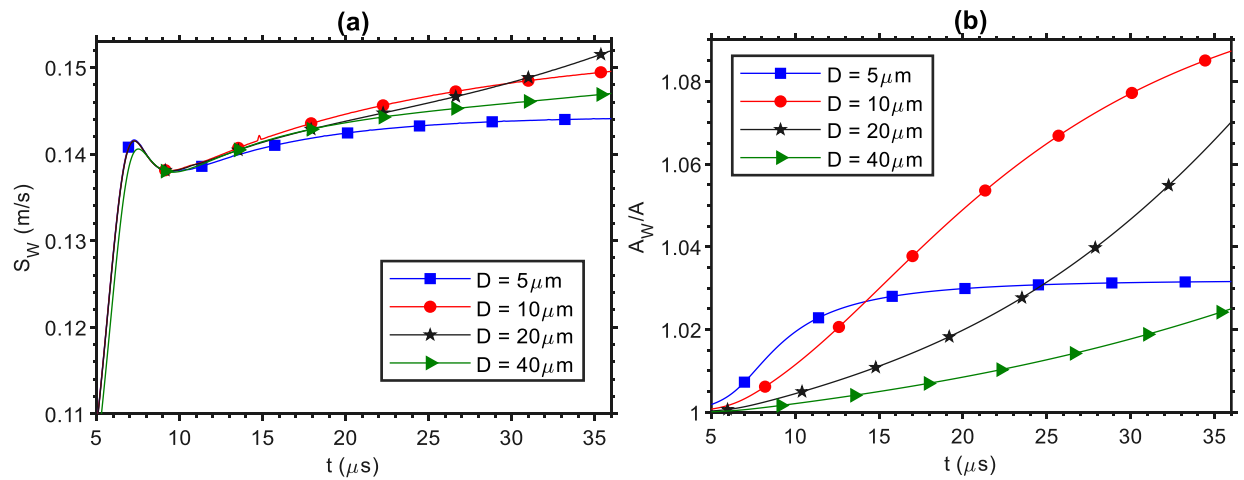 (a)
0.15
0.14
0.13
0.12
0.11
S_W (m/s)
D = 5μm
D = 10μm
D = 20μm
D = 40μm
5 10 15 20 25 30 35
t (μs)
(b)
D = 5μm
D = 10μm
D = 20μm
D = 40μm
1.08
1.06
1.04
1.02
1
A_W/A
5 10 15 20 25 30 35
t (μs)